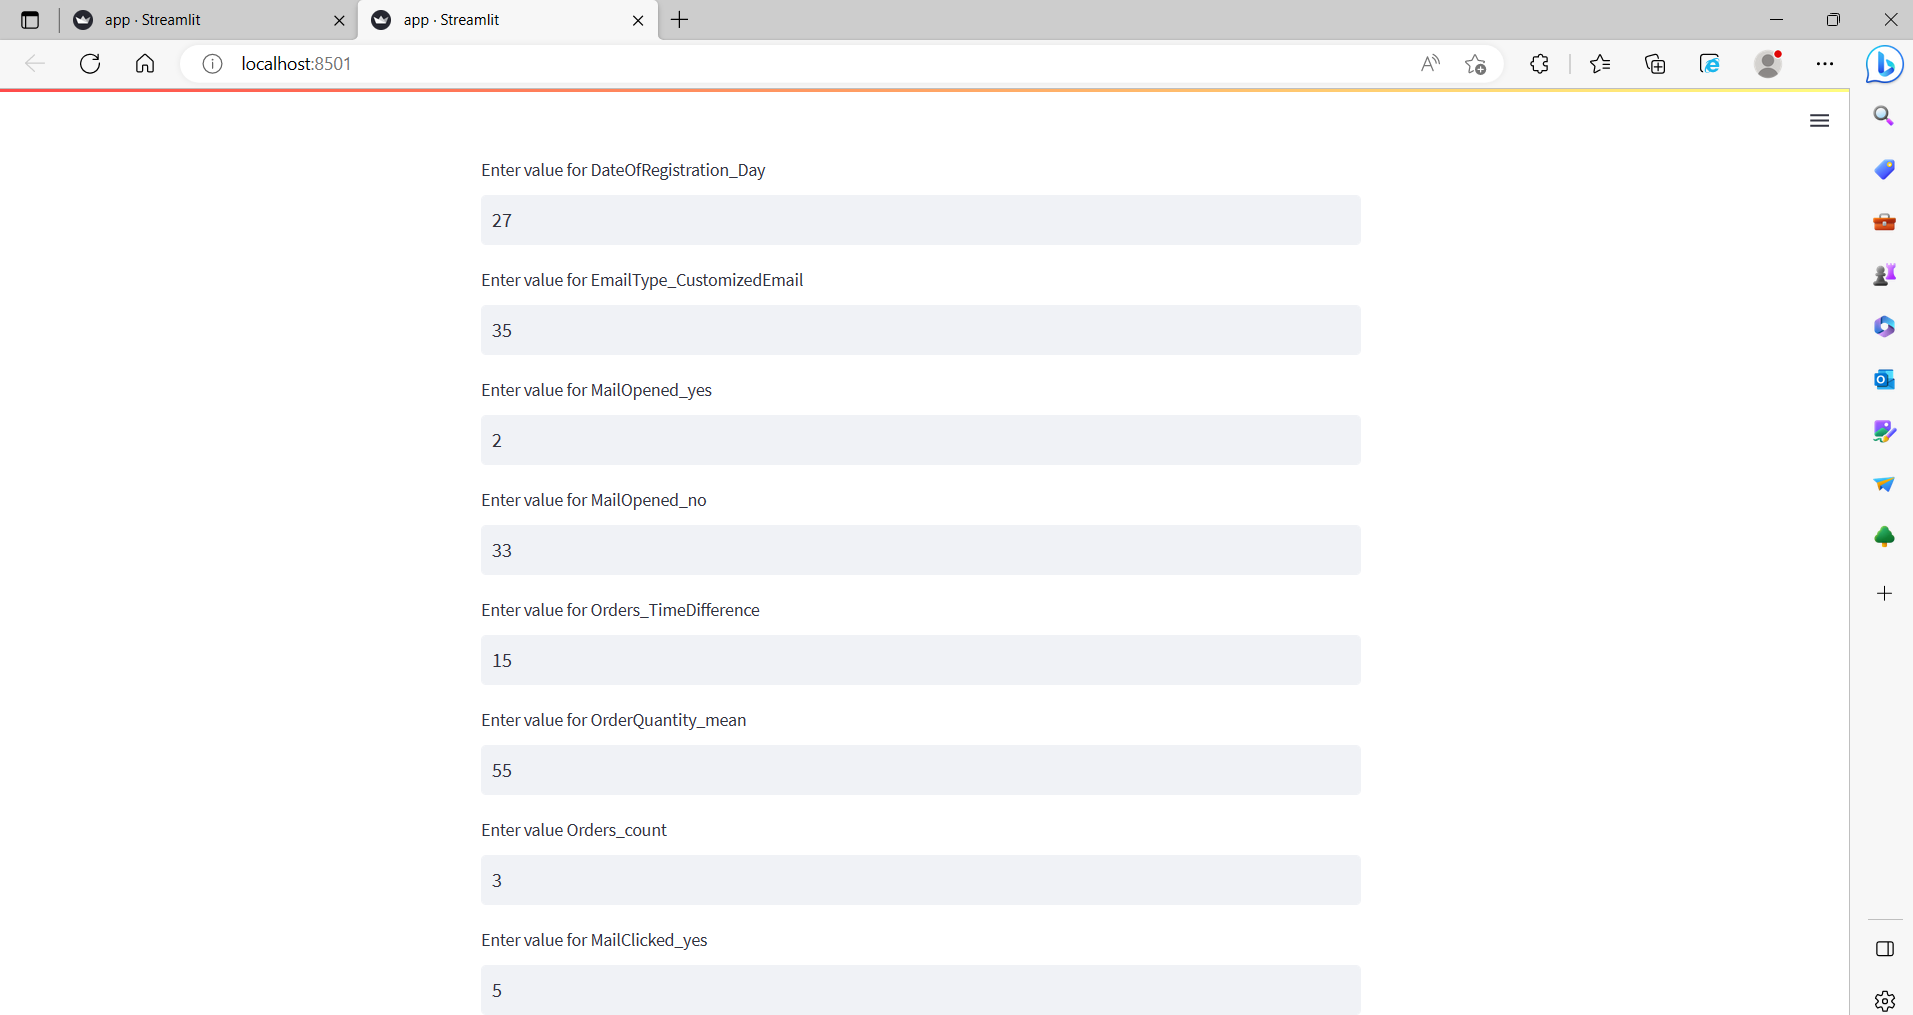 app · Streamlit
app · Streamlit
localhost:8501
Enter value for DateOfRegistration_Day
27
Enter value for EmailType_CustomizedEmail
35
Enter value for MailOpened_yes
2
Enter value for MailOpened_no
33
Enter value for Orders_TimeDifference
15
Enter value for OrderQuantity_mean
55
Enter value Orders_count
3
Enter value for MailClicked_yes
5